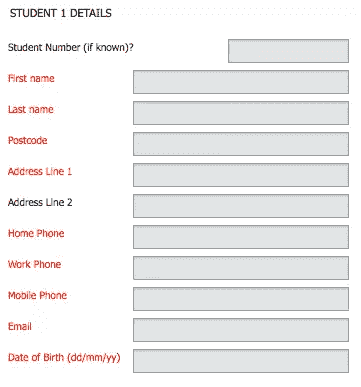 STUDENT 1 DETAILS
Student Number (if known)?
First name
Last name
Postcode
Address Line 1
Address Line 2
Home Phone
Work Phone
Mobile Phone
Email
Date of Birth (dd/mm/yy)